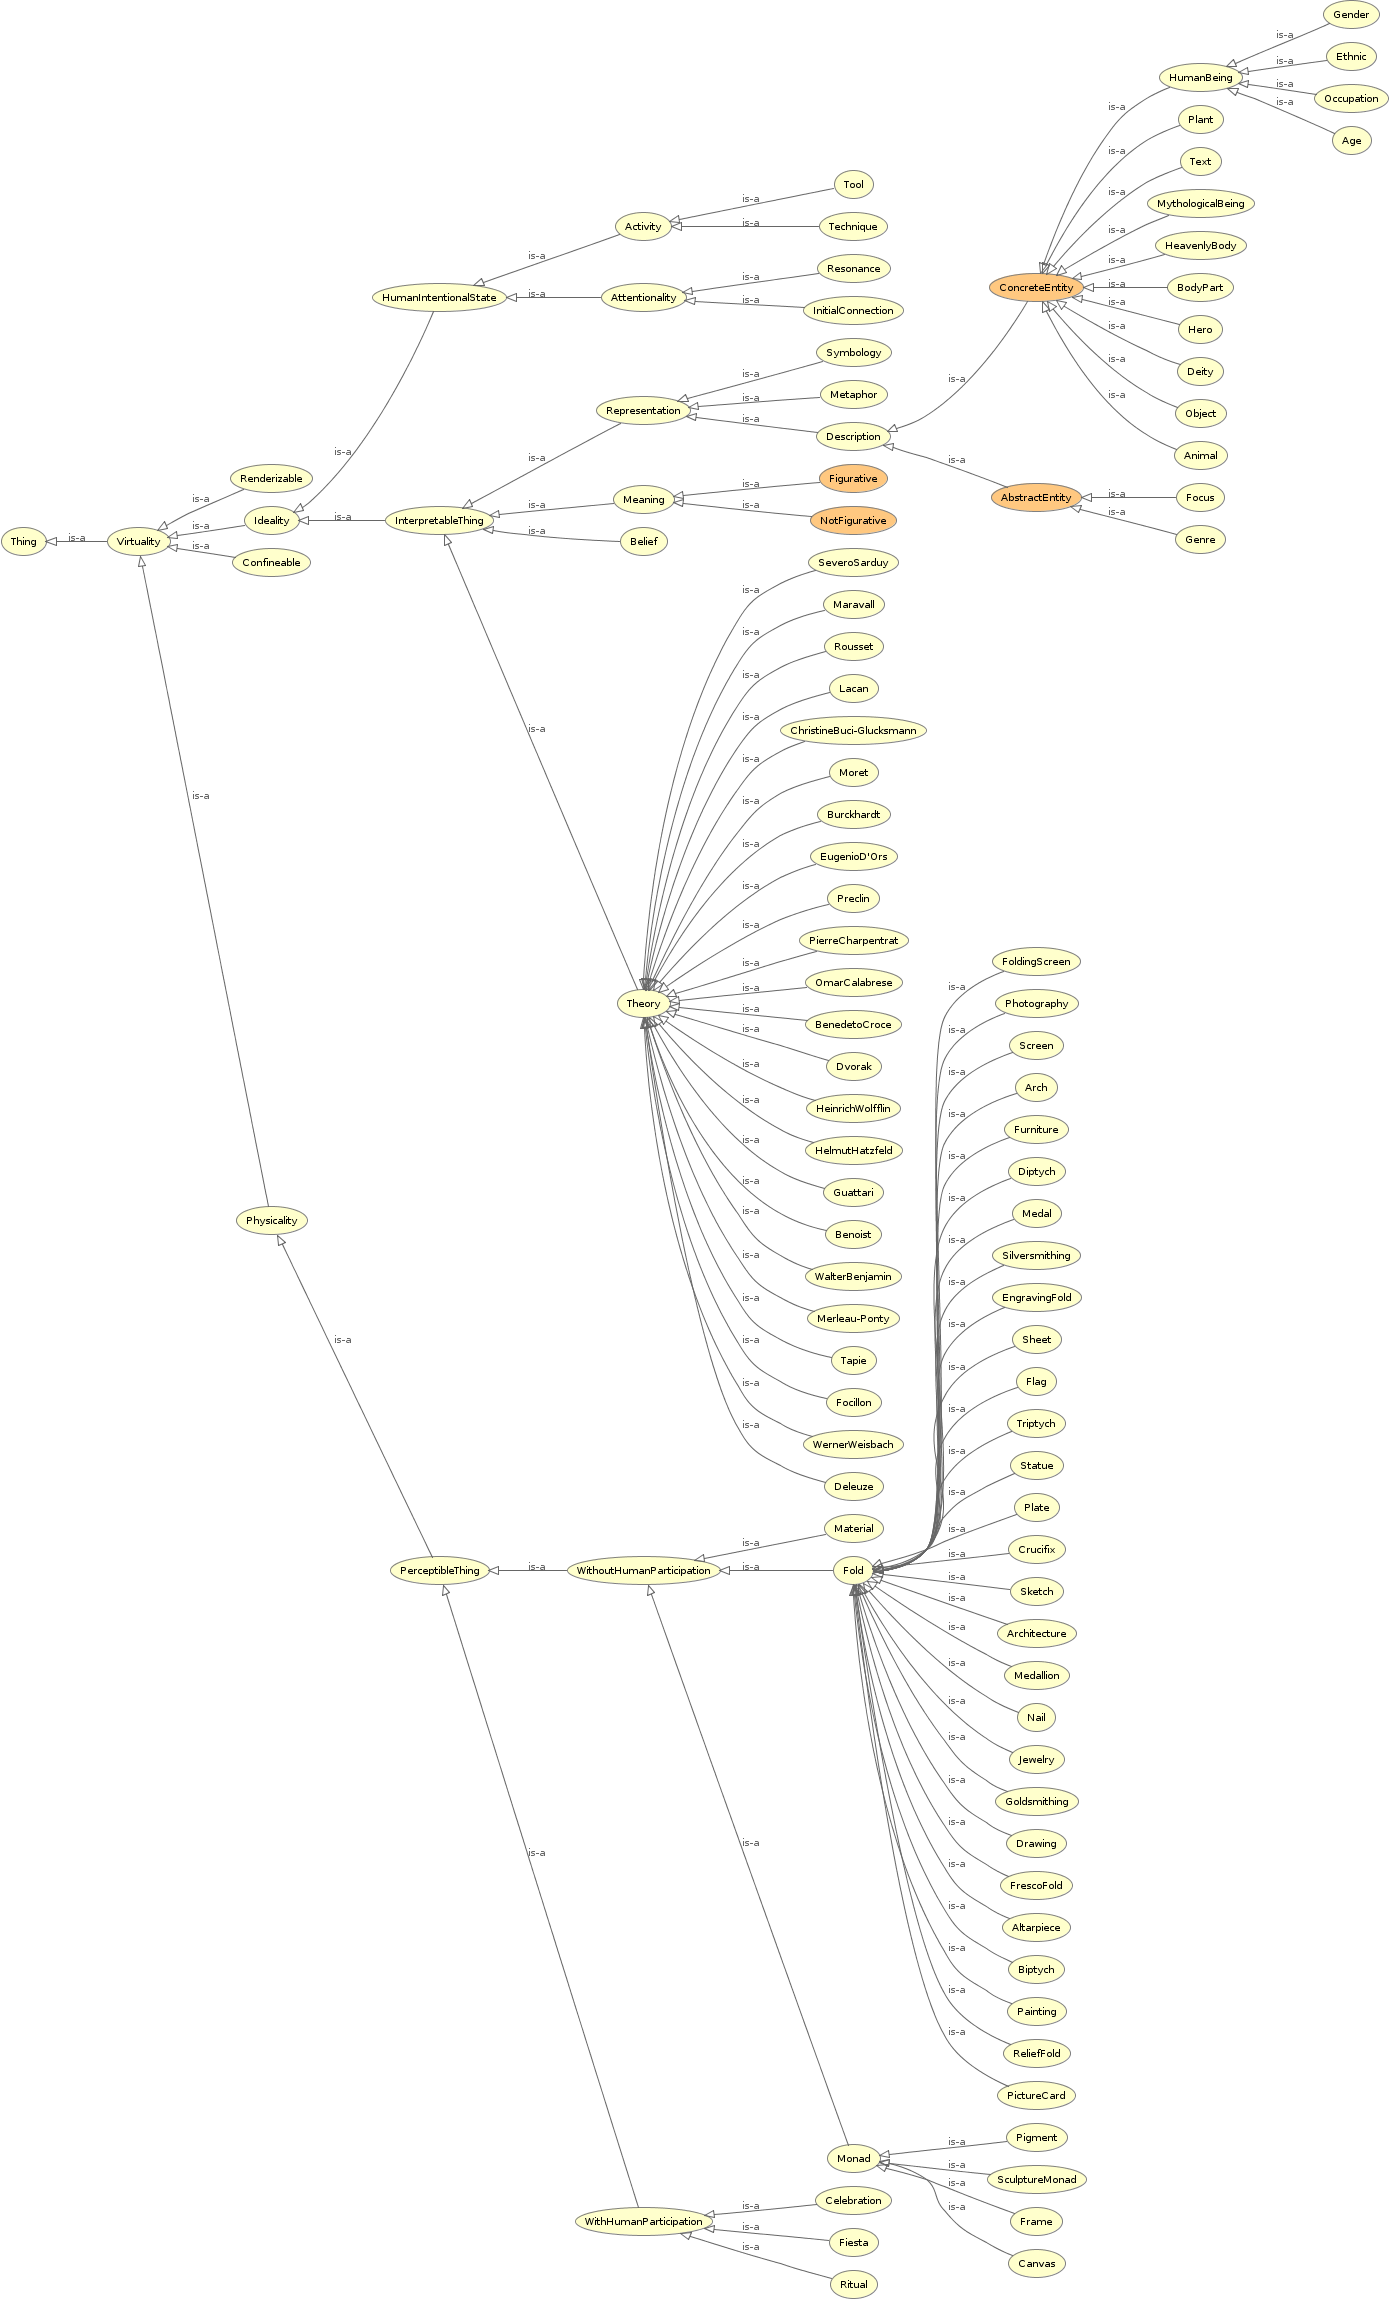 Thing
is-a
Virtuality
is-a
Renderizable
is-a
Ideality
is-a
Confineable
is-a
Physicality
is-a
HumanIntentionalState
is-a
Activity
is-a
Tool
is-a
Technique
is-a
Attentionality
is-a
Resonance
is-a
InitialConnection
is-a
InterpretableThing
is-a
Representation
is-a
Symbology
is-a
Metaphor
is-a
Description
is-a
ConcreteEntity
is-a
HumanBeing
is-a
Gender
is-a
Ethnic
is-a
Occupation
is-a
Age
is-a
Plant
is-a
Text
is-a
MythologicalBeing
is-a
HeavenlyBody
is-a
BodyPart
is-a
Hero
is-a
Deity
is-a
Object
is-a
Animal
is-a
AbstractEntity
is-a
Focus
is-a
Genre
is-a
Meaning
is-a
Figurative
is-a
NotFigurative
is-a
Belief
is-a
Theory
is-a
SeveroSarduy
is-a
Maravall
is-a
Rousset
is-a
Lacan
is-a
ChristineBuci-Glucksmann
is-a
Moret
is-a
Burckhardt
is-a
EugenioD'Ors
is-a
Preclin
is-a
PierreCharpentrat
is-a
OmarCalabrese
is-a
BenedetoCroce
is-a
Dvorak
is-a
HeinrichWolfflin
is-a
HelmutHatzfeld
is-a
Guattari
is-a
Benoist
is-a
WalterBenjamin
is-a
Merleau-Ponty
is-a
Tapie
is-a
Focillon
is-a
WernerWeisbach
is-a
Deleuze
is-a
PerceptibleThing
is-a
WithoutHumanParticipation
is-a
Material
is-a
Fold
is-a
FoldingScreen
is-a
Photography
is-a
Screen
is-a
Arch
is-a
Furniture
is-a
Diptych
is-a
Medal
is-a
Silversmithing
is-a
EngravingFold
is-a
Sheet
is-a
Flag
is-a
Triptych
is-a
Statue
is-a
Plate
is-a
Crucifix
is-a
Sketch
is-a
Architecture
is-a
Medallion
is-a
Nail
is-a
Jewelry
is-a
Goldsmithing
is-a
Drawing
is-a
FrescoFold
is-a
Altarpiece
is-a
Biptych
is-a
Painting
is-a
ReliefFold
is-a
PictureCard
is-a
Monad
is-a
Pigment
is-a
SculptureMonad
is-a
Frame
is-a
Canvas
is-a
WithHumanParticipation
is-a
Celebration
is-a
Fiesta
is-a
Ritual